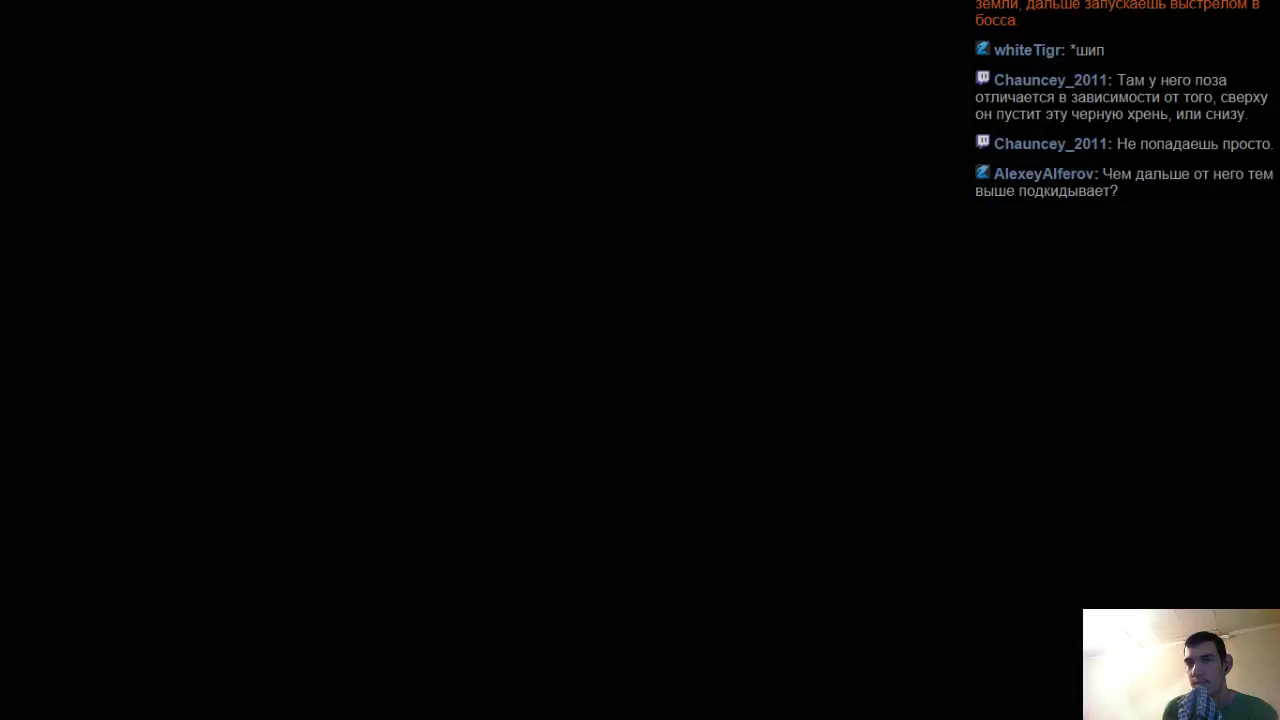 земли, дальше запускаешь выстрелом в
босса.
whiteTigr: *шип
Chauncey_2011: Там у него поза
отличается в зависимости от того, сверху
он пустит эту черную хрень, или снизу.
Chauncey_2011: Не попадаешь просто.
AlexeyAlferov: Чем дальше от него тем
выше подкидывает?